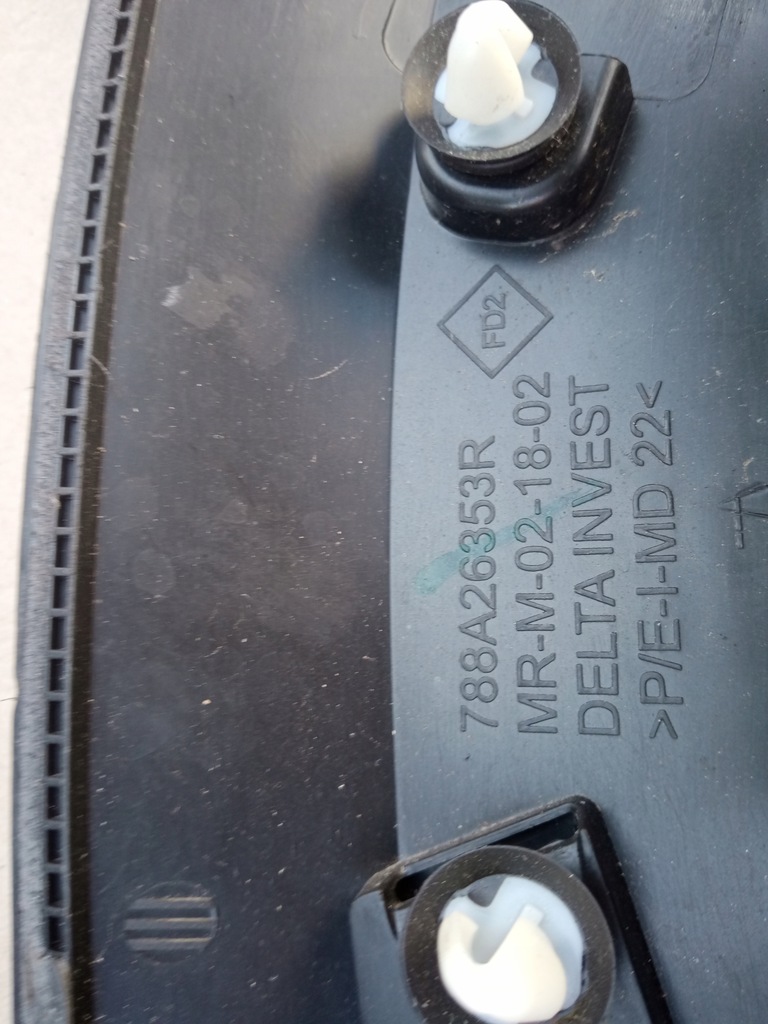 FD2
788A26353R
MR-M-02-18-02
DELTA INVEST
>P/E-I-MD 22<